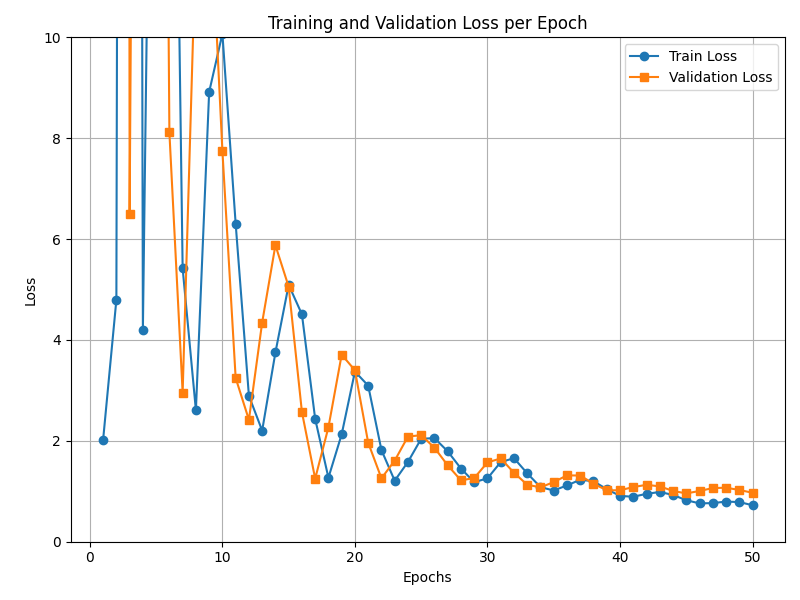 Training and Validation Loss per Epoch
Train Loss
Validation Loss
10
8
6
4
2
0
Loss
0 10 20 30 40 50
Epochs